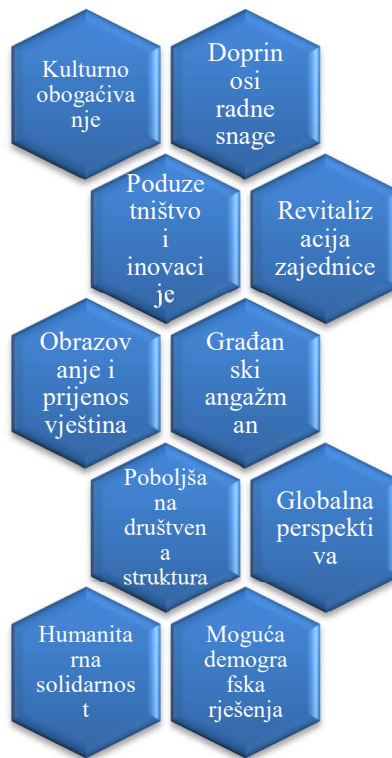 Kulturno
obogaćiva
nje
Doprin
osi
radne
snage
Poduze
tništvo
i
inovaci
je
Revitaliz
acija
zajednice
Obrazov
anje i
prijenos
vještina
Građan
ski
angažm
an
Poboljša
na
društven
a
struktura
Globalna
perspekti
va
Humanita
rna
solidarnos
t
Moguća
demogra
fska
rješenja